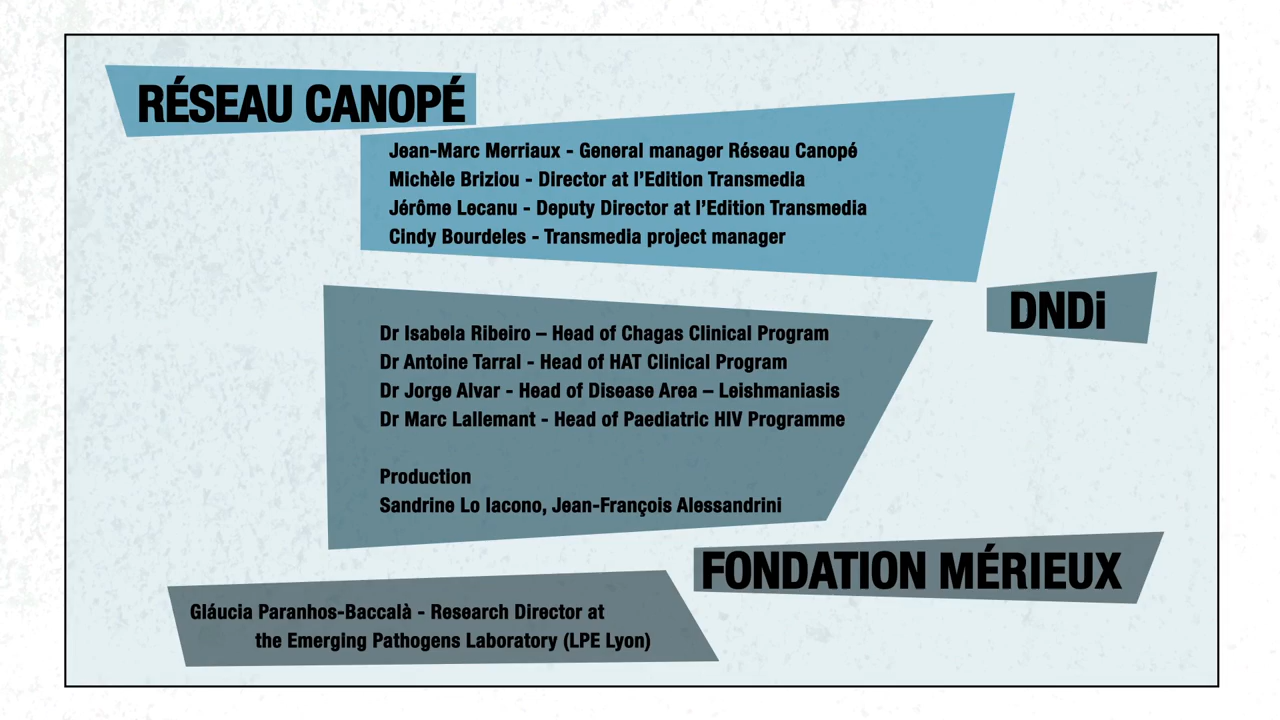 RÉSEAU CANOPÉ
Jean-Marc Merriaux - General manager Réseau Canopé
Michèle Briziou - Director at l’Edition Transmedia
Jérôme Lecanu - Deputy Director at l’Edition Transmedia
Cindy Bourdeles - Transmedia project manager
DNDi
Dr Isabela Ribeiro – Head of Chagas Clinical Program
Dr Antoine Tarral - Head of HAT Clinical Program
Dr Jorge Alvar - Head of Disease Area – Leishmaniasis
Dr Marc Lallemant - Head of Paediatric HIV Programme
Production
Sandrine Lo Iacono, Jean-François Alessandrini
FONDATION MÉRIEUX
Gláucia Paranhos-Baccalà - Research Director at
the Emerging Pathogens Laboratory (LPE Lyon)